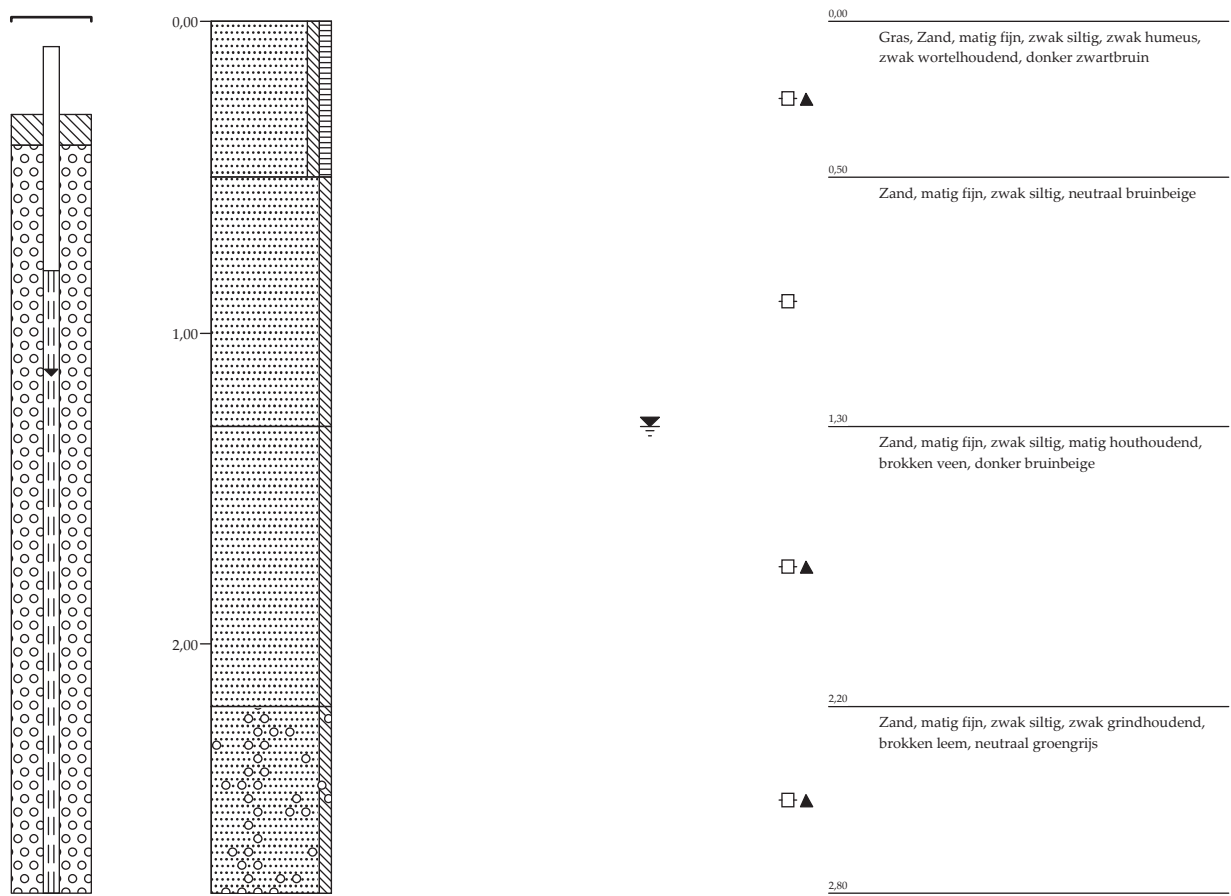 0,00
1,00
2,00
0,00
Gras, Zand, matig fijn, zwak siltig, zwak humeus,
zwak wortelhoudend, donker zwartbruin
0,50
Zand, matig fijn, zwak siltig, neutraal bruinbeige
1,30
Zand, matig fijn, zwak siltig, matig houthoudend,
brokken veen, donker bruinbeige
2,20
Zand, matig fijn, zwak siltig, zwak grindhoudend,
brokken leem, neutraal groengrijs
2,80